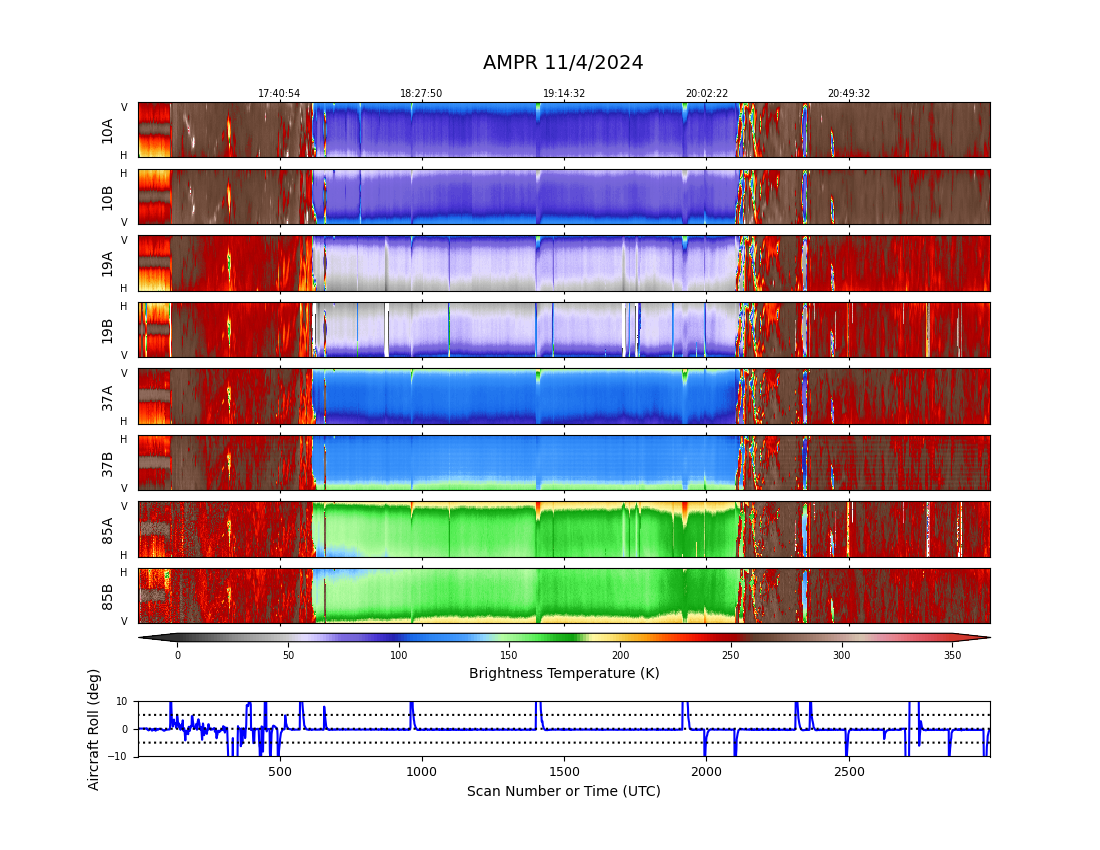 AMPR 11/4/2024
17:40:54 18:27:50 19:14:32 20:02:22 20:49:32
V
10A
H
H
10B
V
V
19A
H
H
19B
V
V
37A
H
H
37B
V
V
85A
H
H
85B
V
0 50 100 150 200 250 300 350
Brightness Temperature (K)
Aircraft Roll (deg)
10
0
−10
500 1000 1500 2000 2500
Scan Number or Time (UTC)